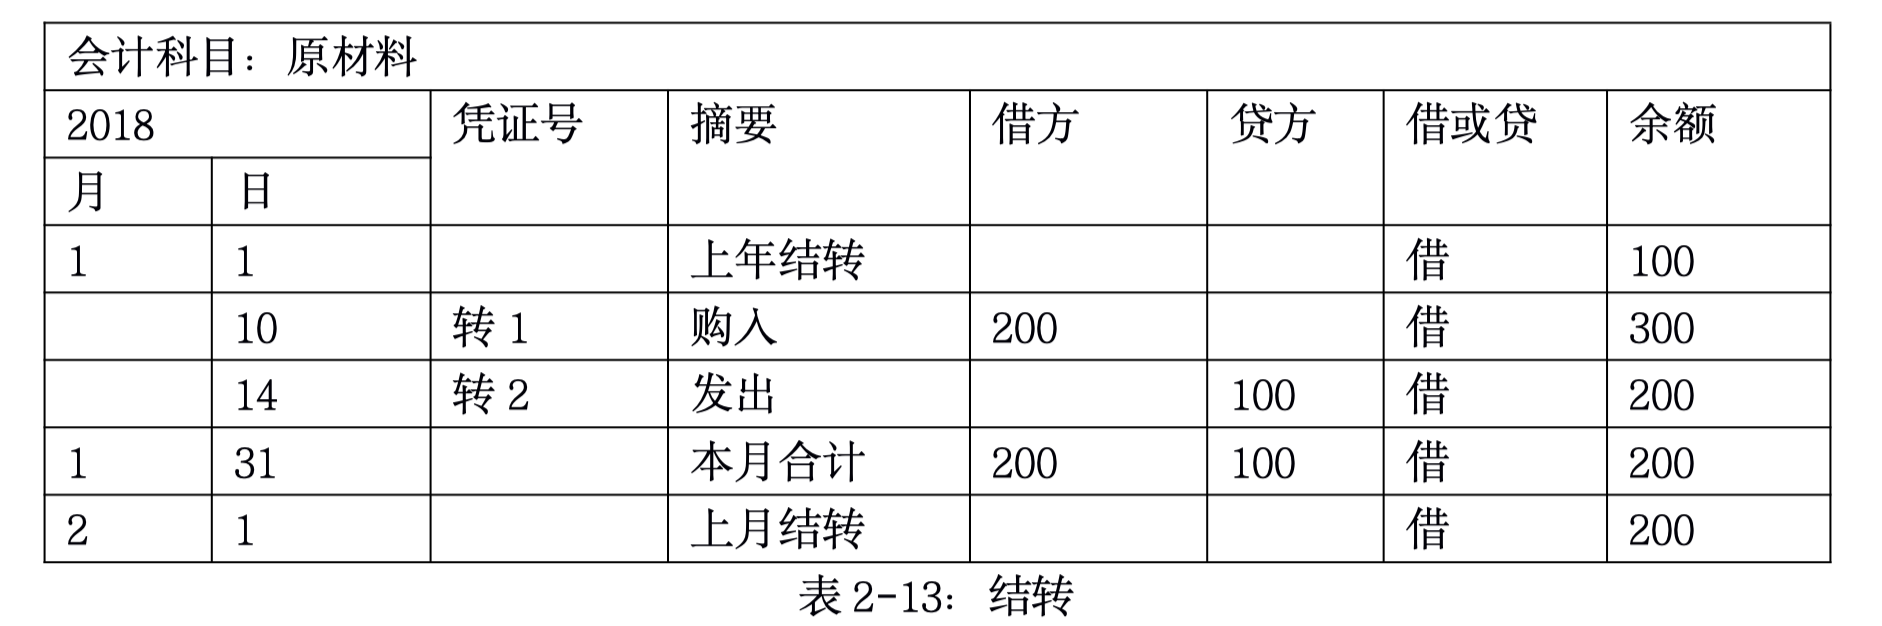 会计科目：原材料
2018 凭证号 摘要 借方 贷方 借或贷 余额
月 日
1 1 上年结转 借 100
10 转 1 购入 200 借 300
14 转 2 发出 100 借 200
1 31 本月合计 200 100 借 200
2 1 上月结转 借 200
表 2-13：结转